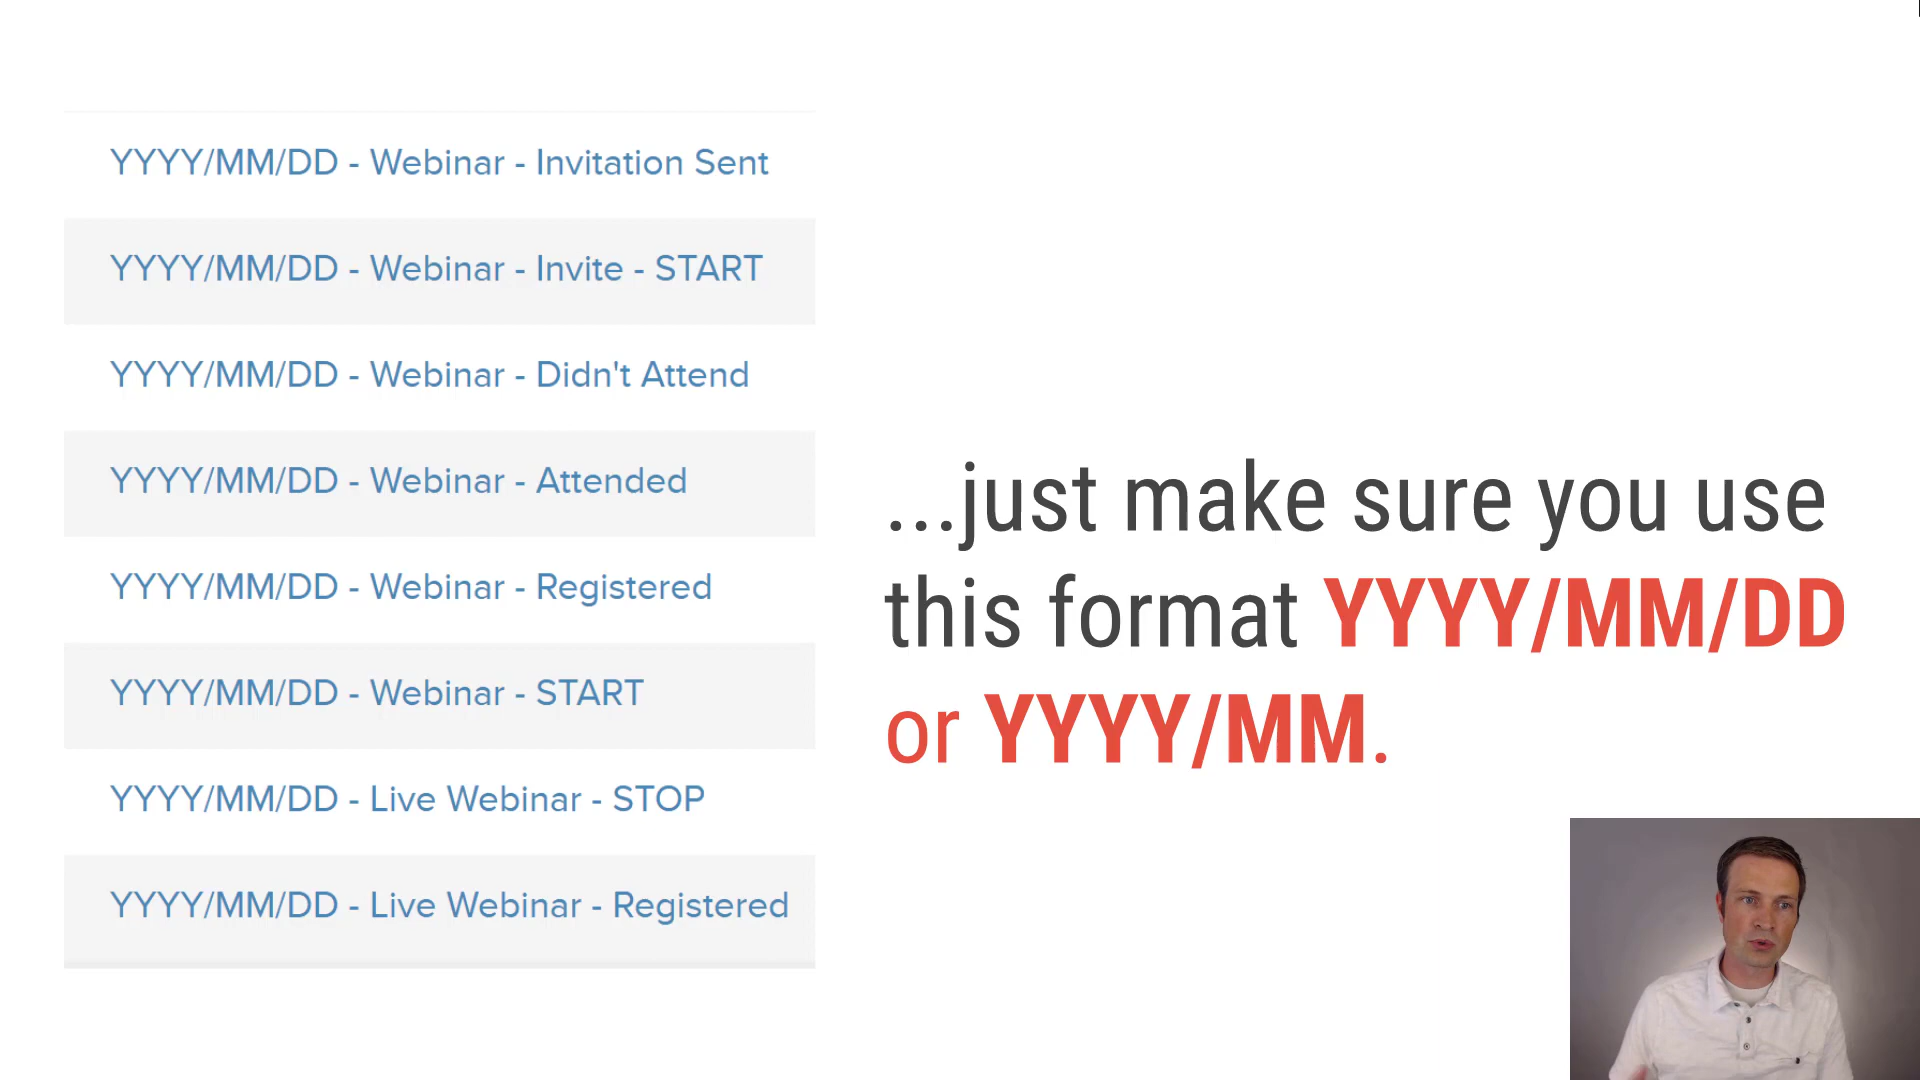 YYYY/MM/DD - Webinar - Invitation Sent
YYYY/MM/DD - Webinar - Invite - START
YYYY/MM/DD - Webinar - Didn't Attend
YYYY/MM/DD - Webinar - Attended
YYYY/MM/DD - Webinar - Registered
YYYY/MM/DD - Webinar - START
YYYY/MM/DD - Live Webinar - STOP
YYYY/MM/DD - Live Webinar - Registered
...just make sure you use
this format YYYY/MM/DD
or YYYY/MM.